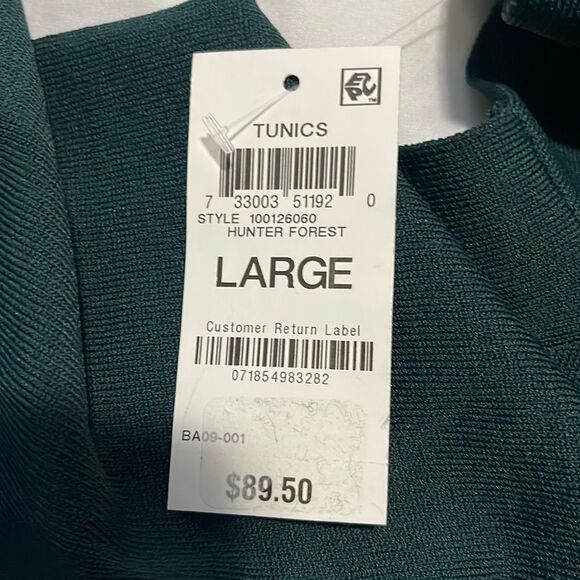 TUNICS
7 33003 51192 0
STYLE 100126060
HUNTER FOREST
LARGE
Customer Return Label
071854983282
BA09-001
$89.50